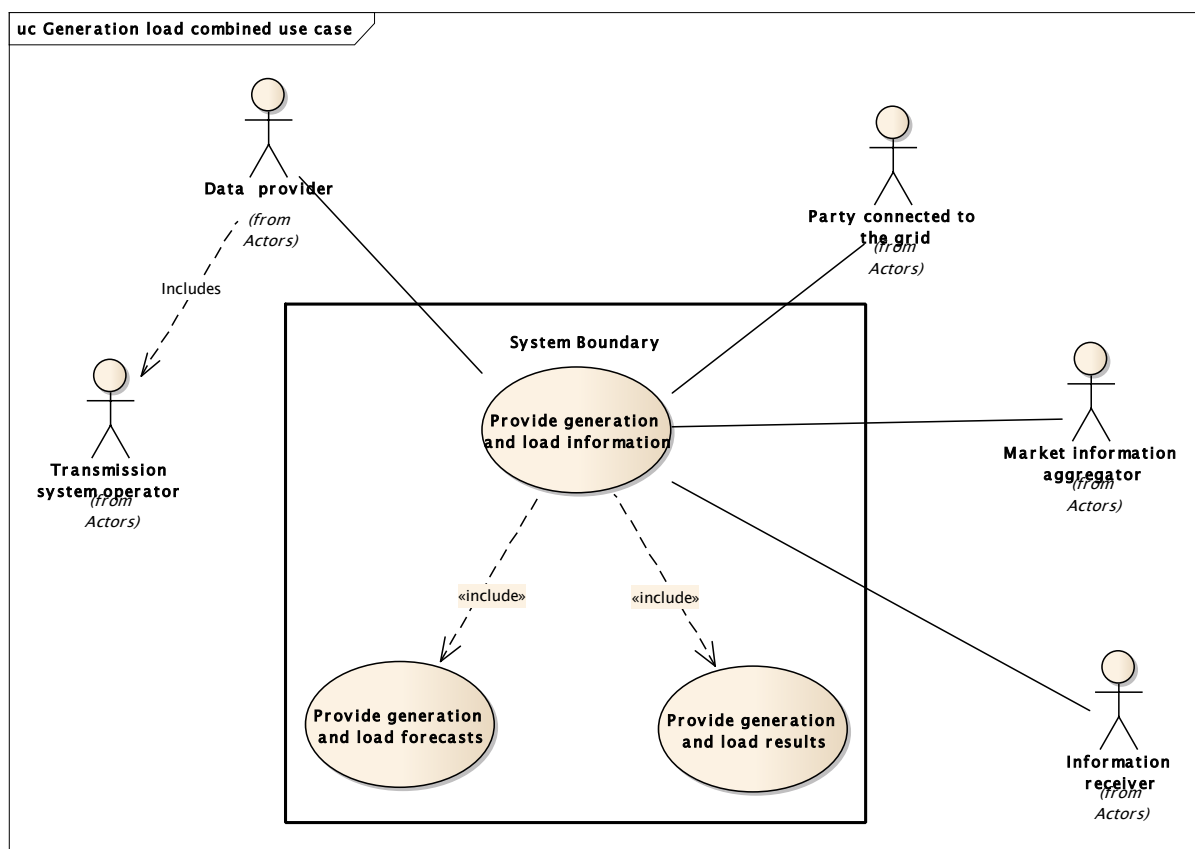 uc Generation load combined use case
Data provider
(from
Actors)
Party connected to
the grid
(from
Actors)
Includes
System Boundary
Provide generation
and load information
Market information
aggregator
(from
Actors)
Transmission
system operator
(from
Actors)
«include»
«include»
Provide generation
and load forecasts
Provide generation
and load results
Information
receiver
(from
Actors)